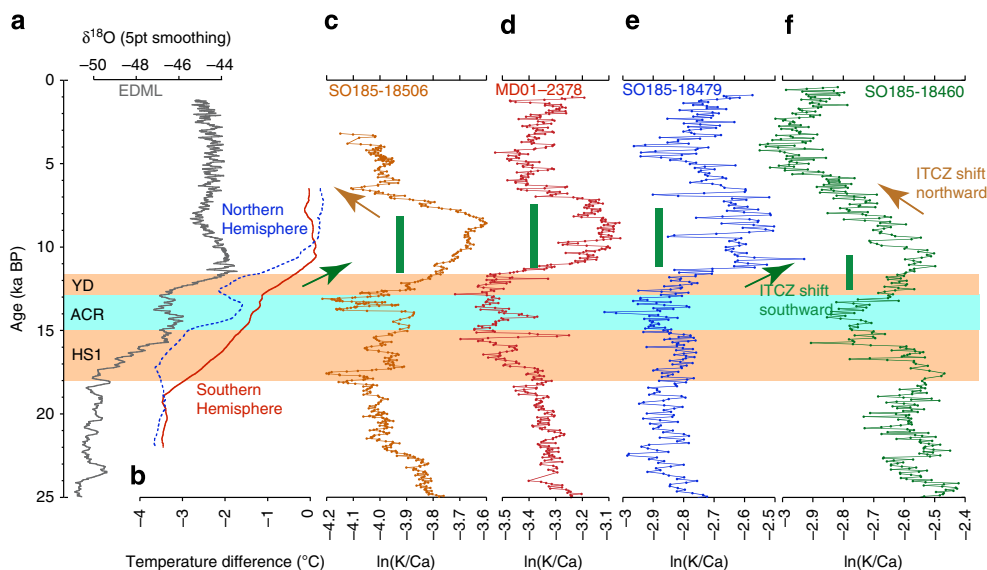 a
c
d
e
f
δ18O (5pt smoothing)
−50 −48 −46 −44
EDML
SO185-18506
MD01–2378
SO185-18479
SO185-18460
0
5
10
15
20
25
Age (ka BP)
ITCZ shift
northward
Northern
Hemisphere
YD
ACR
HS1
ITCZ shift
southward
Southern
Hemisphere
b
−4 −3 −2 −1 0
−4.2 −4.1 −4.0 −3.9 −3.8 −3.7 −3.6
−3.5 −3.4 −3.3 −3.2 −3.1
−3 −2.9 −2.8 −2.7 −2.6 −2.5
−3 −2.9 −2.8 −2.7 −2.6 −2.5 −2.4
Temperature difference (°C)
ln(K/Ca)
ln(K/Ca)
ln(K/Ca)
ln(K/Ca)